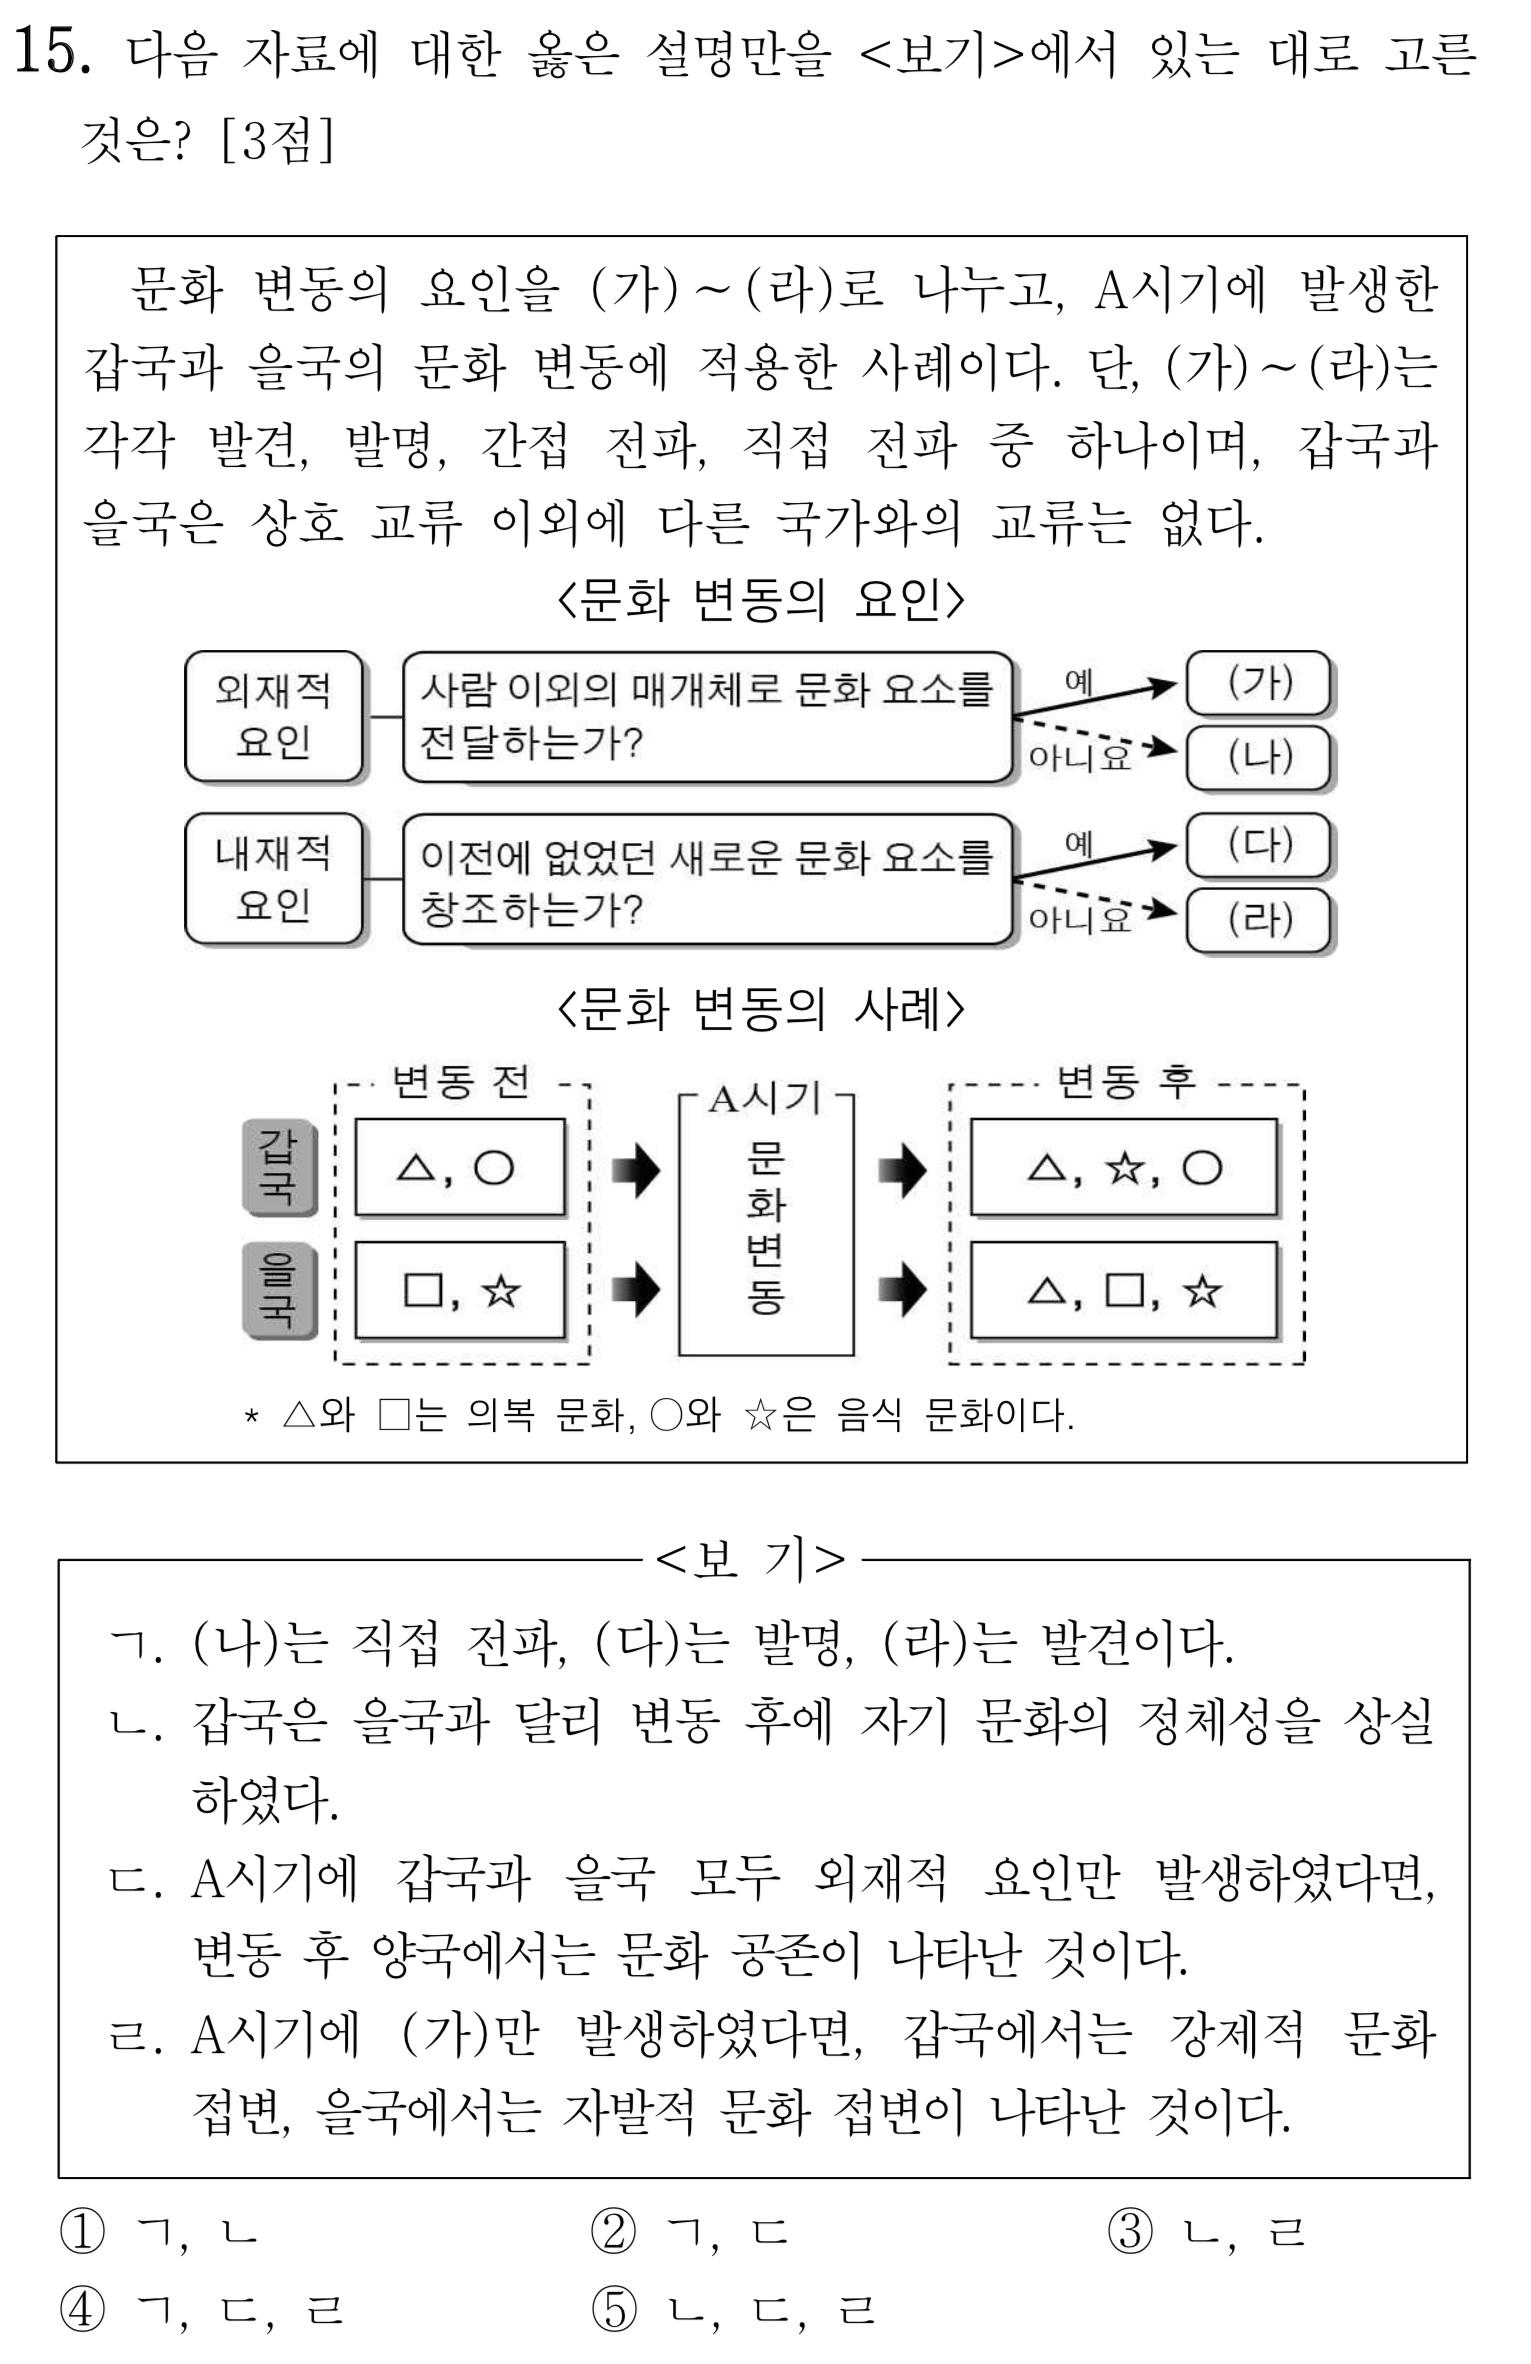 15. 다음 자료에 대한 옳은 설명만을 <보기>에서 있는 대로 고른
것은? [3점]
문화 변동의 요인을 (가)~(라)로 나누고, A시기에 발생한
갑국과 을국의 문화 변동에 적용한 사례이다. 단, (가)~(라)는
각각 발견, 발명, 간접 전파, 직접 전파 중 하나이며, 갑국과
을국은 상호 교류 이외에 다른 국가와의 교류는 없다.
<문화 변동의 요인>
외재적
요인
사람 이외의 매개체로 문화 요소를
전달하는가?
예
(가)
아니요
(나)
내재적
요인
이전에 없었던 새로운 문화 요소를
창조하는가?
예
(다)
아니요
(라)
<문화 변동의 사례>
변동 전
A시기
변동 후
갑국
△, ○
문화변동
△, ☆, ○
을국
□, ☆
△, □, ☆
* △와 □는 의복 문화, ○와 ☆은 음식 문화이다.
<보 기>
ㄱ. (나)는 직접 전파, (다)는 발명, (라)는 발견이다.
ㄴ. 갑국은 을국과 달리 변동 후에 자기 문화의 정체성을 상실
하였다.
ㄷ. A시기에 갑국과 을국 모두 외재적 요인만 발생하였다면,
변동 후 양국에서는 문화 공존이 나타난 것이다.
ㄹ. A시기에 (가)만 발생하였다면, 갑국에서는 강제적 문화
접변, 을국에서는 자발적 문화 접변이 나타난 것이다.
① ㄱ, ㄴ ② ㄱ, ㄷ ③ ㄴ, ㄹ
④ ㄱ, ㄷ, ㄹ ⑤ ㄴ, ㄷ, ㄹ